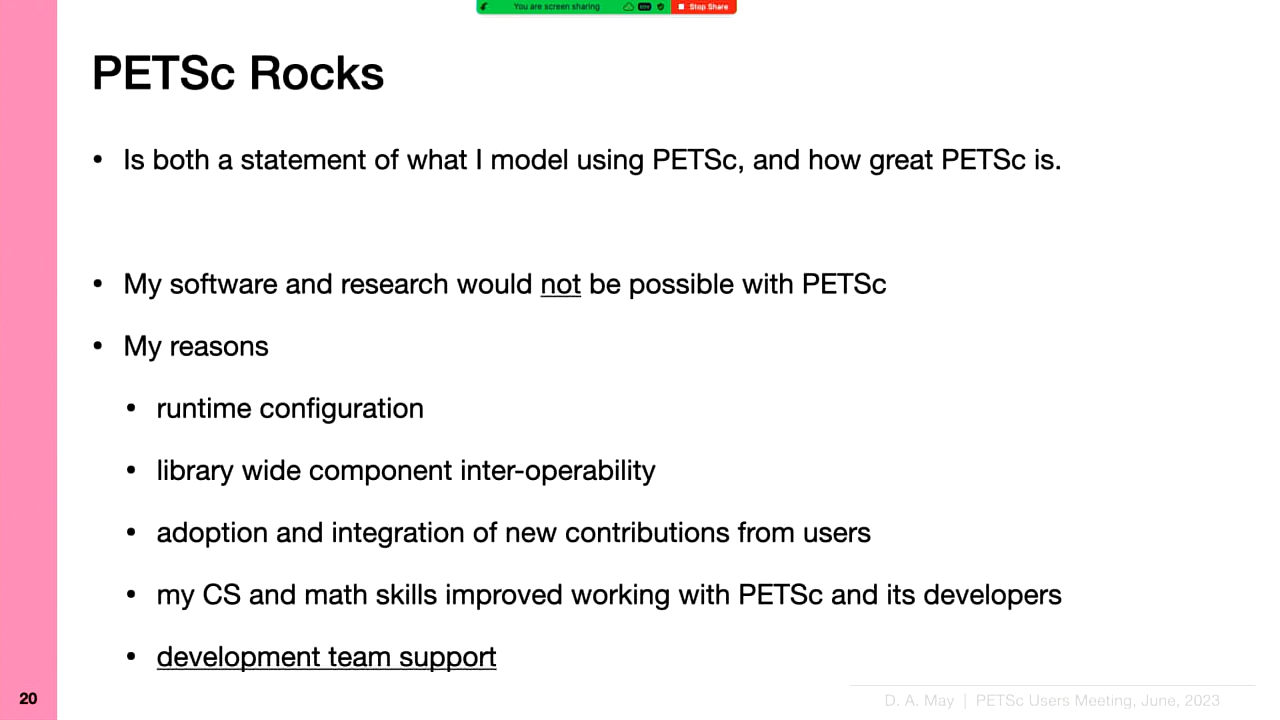 You are screen sharing
Stop Share
PETSc Rocks
• Is both a statement of what I model using PETSc, and how great PETSc is.
• My software and research would not be possible with PETSc
• My reasons
• runtime configuration
• library wide component inter-operability
• adoption and integration of new contributions from users
• my CS and math skills improved working with PETSc and its developers
• development team support
20
D. A. May | PETSc Users Meeting, June, 2023